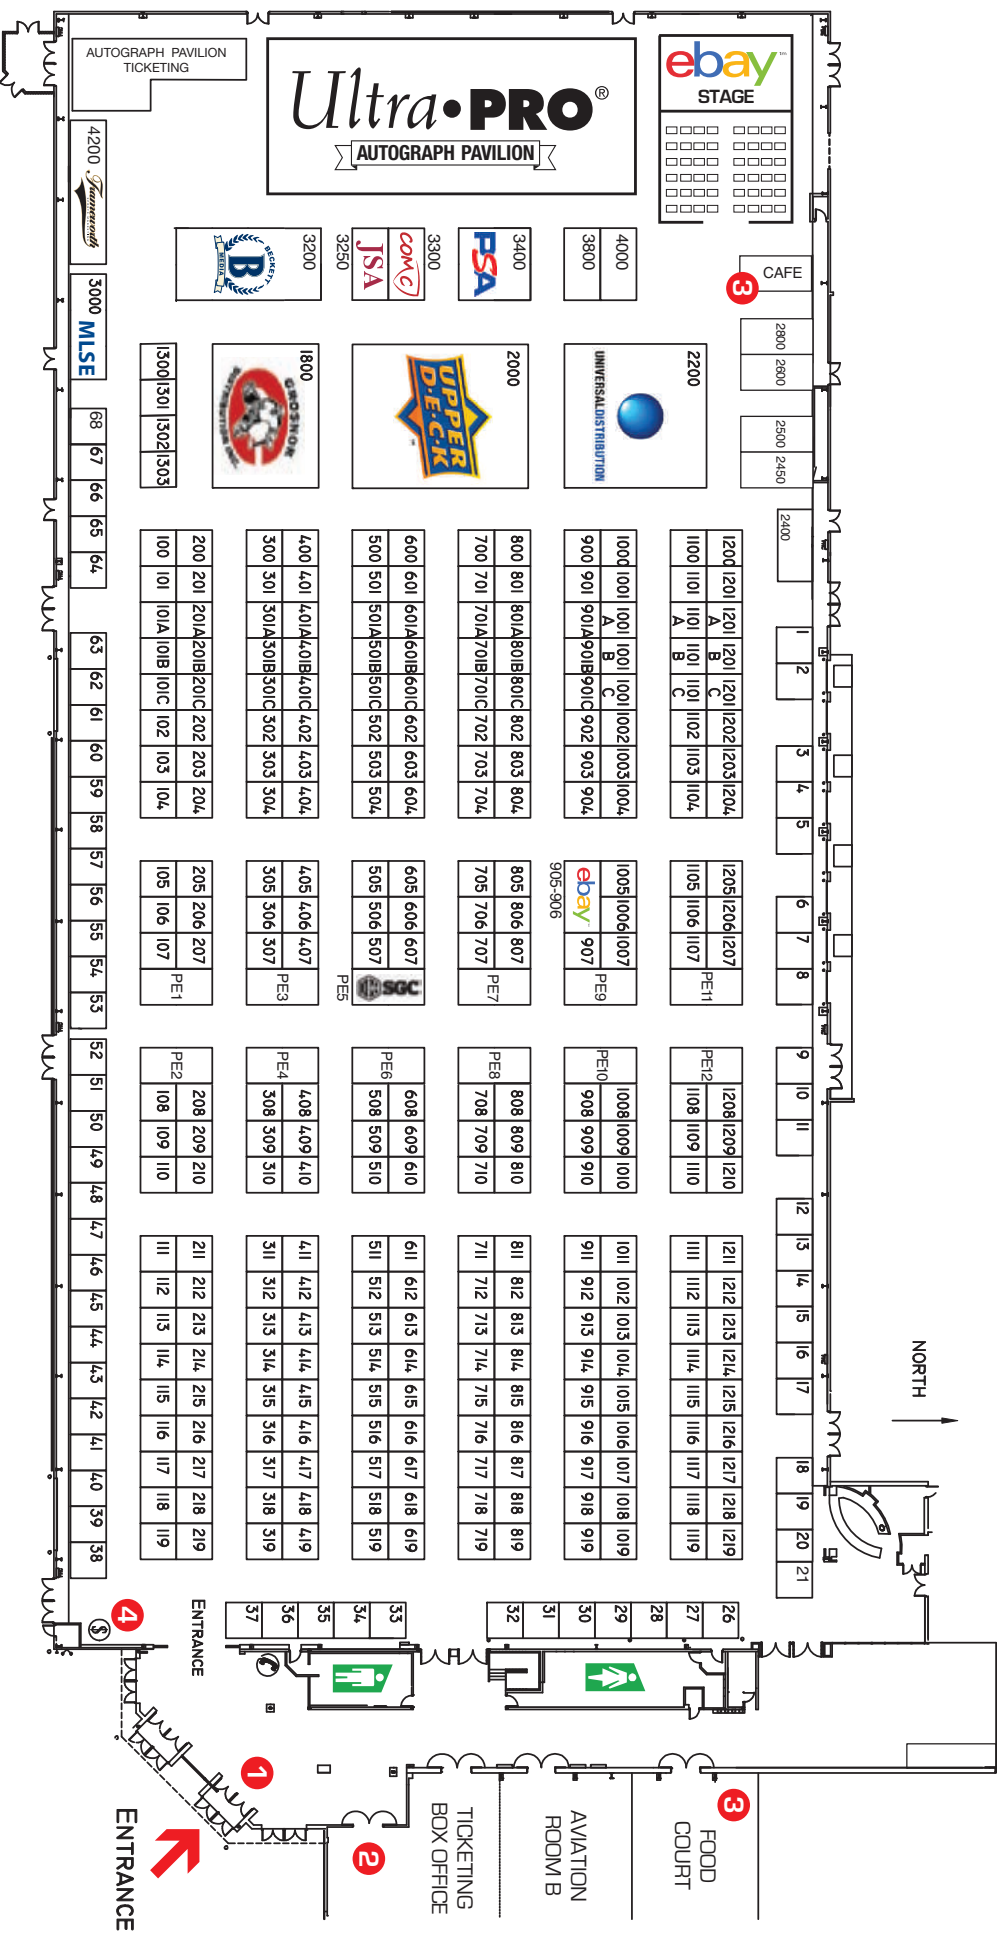 AUTOGRAPH PAVILION
TICKETING
Ultra•PRO®
AUTOGRAPH PAVILION
ebay™
STAGE
4200 Frameworth
3200
BECKETT
B
MEDIA
3250
JSA
COMC
3300
3400
PSA
3800
4000
CAFE
3
3000 MLSE
1300 1301 1302 1303
1800
GROSNOR
DISTRIBUTION INC.
2000
UPPER
D·E·C·K
2200
UNIVERSALDISTRIBUTION
2800
2600
2500
2450
2400
68
67
66
65
64
63
62
61
60
59
58
57
56
55
54
53
52
51
50
49
48
47
46
45
44
43
42
41
40
39
38
100 101 101A 101B 101C 102 103 104
200 201 201A 201B 201C 202 203 204
300 301 301A 301B 301C 302 303 304
400 401 401A 401B 401C 402 403 404
500 501 501A 501B 501C 502 503 504
600 601 601A 601B 601C 602 603 604
700 701 701A 701B 701C 702 703 704
800 801 801A 801B 801C 802 803 804
900 901 901A 901B 901C 902 903 904
1000 1001 1001 A 1001 B 1001 C 1002 1003 1004
1100 1101 1101 A 1101 B 1101 C 1102 1103 1104
1200 1201 1201 A 1201 B 1201 C 1202 1203 1204
1
2
3
4
5
6
7
8
9
10
11
12
13
14
15
16
17
18
19
20
21
105 106 107
205 206 207
PE1
305 306 307
405 406 407
PE3
505 506 507
605 606 607
PE5
SGC
705 706 707
805 806 807
PE7
905-906
ebay
907
1005 1006 1007
PE9
1105 1106 1107
1205 1206 1207
PE11
PE2
108 109 110
208 209 210
PE4
308 309 310
408 409 410
PE6
508 509 510
608 609 610
PE8
708 709 710
808 809 810
PE10
908 909 910
1008 1009 1010
PE12
1108 1109 1110
1208 1209 1210
111 112 113 114 115 116 117 118 119
211 212 213 214 215 216 217 218 219
311 312 313 314 315 316 317 318 319
411 412 413 414 415 416 417 418 419
511 512 513 514 515 516 517 518 519
611 612 613 614 615 616 617 618 619
711 712 713 714 715 716 717 718 719
811 812 813 814 815 816 817 818 819
911 912 913 914 915 916 917 918 919
1011 1012 1013 1014 1015 1016 1017 1018 1019
1111 1112 1113 1114 1115 1116 1117 1118 1119
1211 1212 1213 1214 1215 1216 1217 1218 1219
NORTH
4
$
ENTRANCE
37
36
35
34
33
32
31
30
29
28
27
26
1
2
3
ENTRANCE
TICKETING
BOX OFFICE
AVIATION
ROOM B
FOOD
COURT